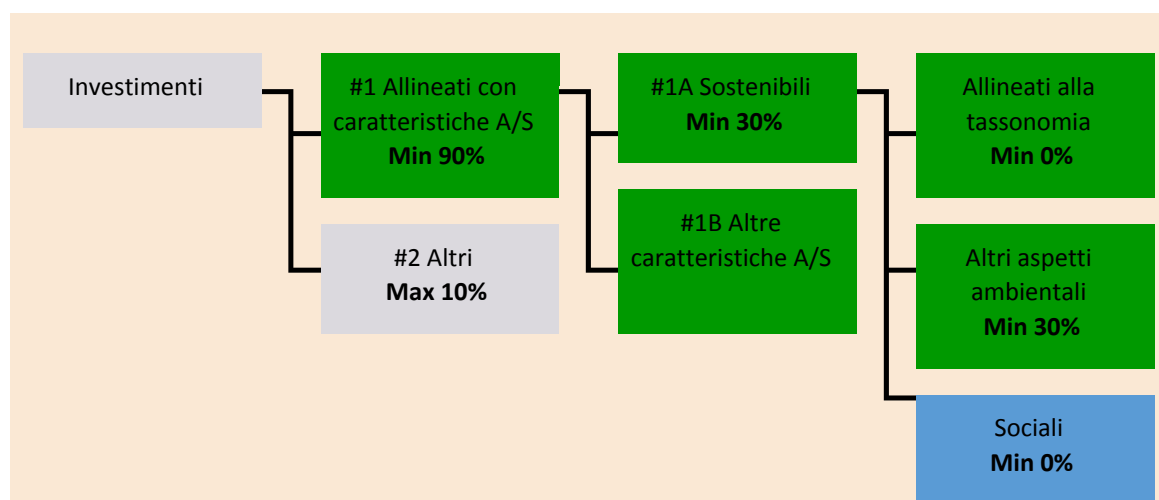 Investimenti
#1 Allineati con
caratteristiche A/S
Min 90%
#2 Altri
Max 10%
#1A Sostenibili
Min 30%
#1B Altre
caratteristiche A/S
Allineati alla
tassonomia
Min 0%
Altri aspetti
ambientali
Min 30%
Sociali
Min 0%